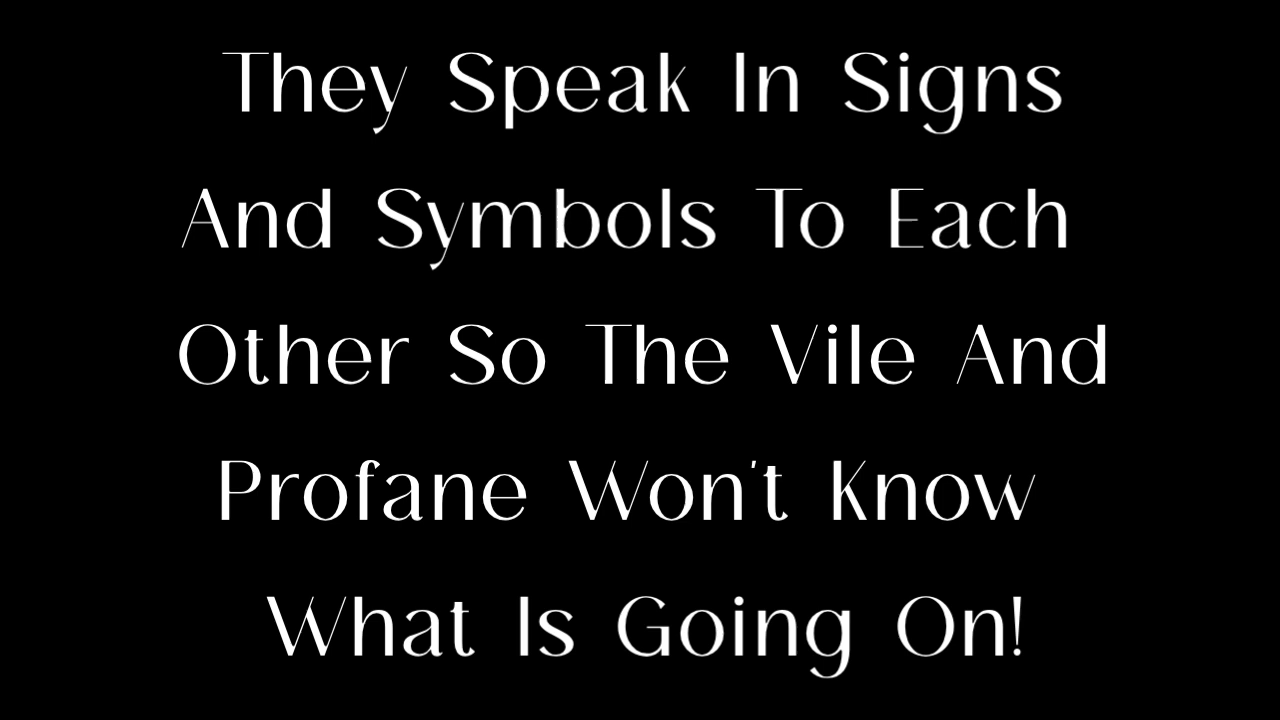 They Speak In Signs
And Symbols To Each
Other So The Vile And
Profane Won't Know
What Is Going On!